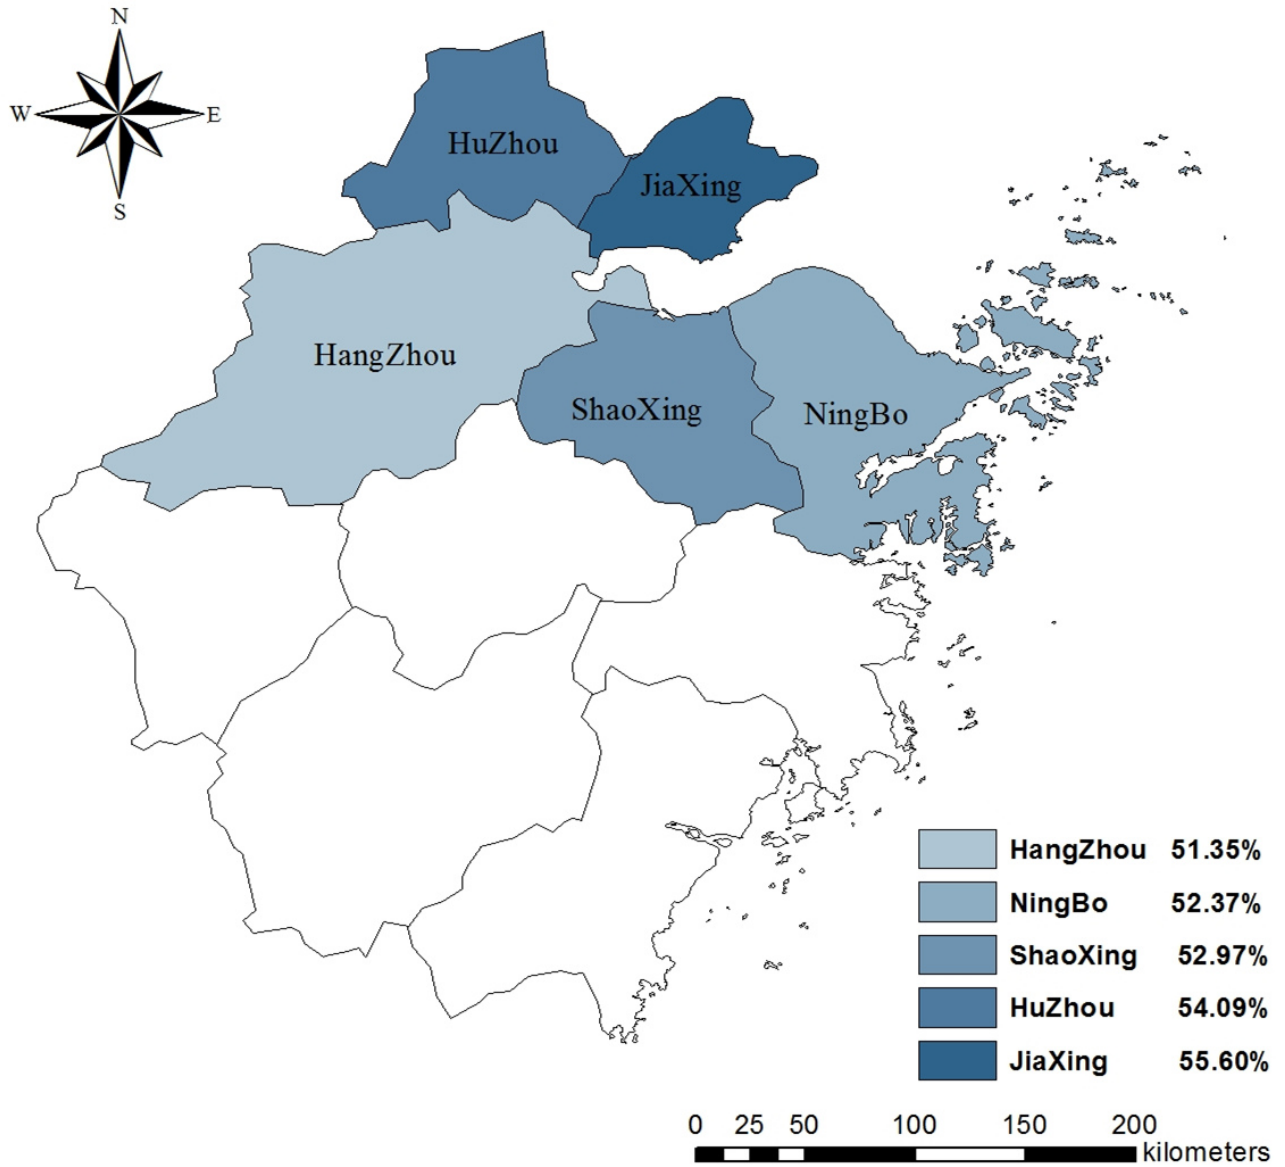 N
W E
S
HuZhou
JiaXing
HangZhou
ShaoXing
NingBo
HangZhou 51.35%
NingBo 52.37%
ShaoXing 52.97%
HuZhou 54.09%
JiaXing 55.60%
0 25 50 100 150 200
kilometers